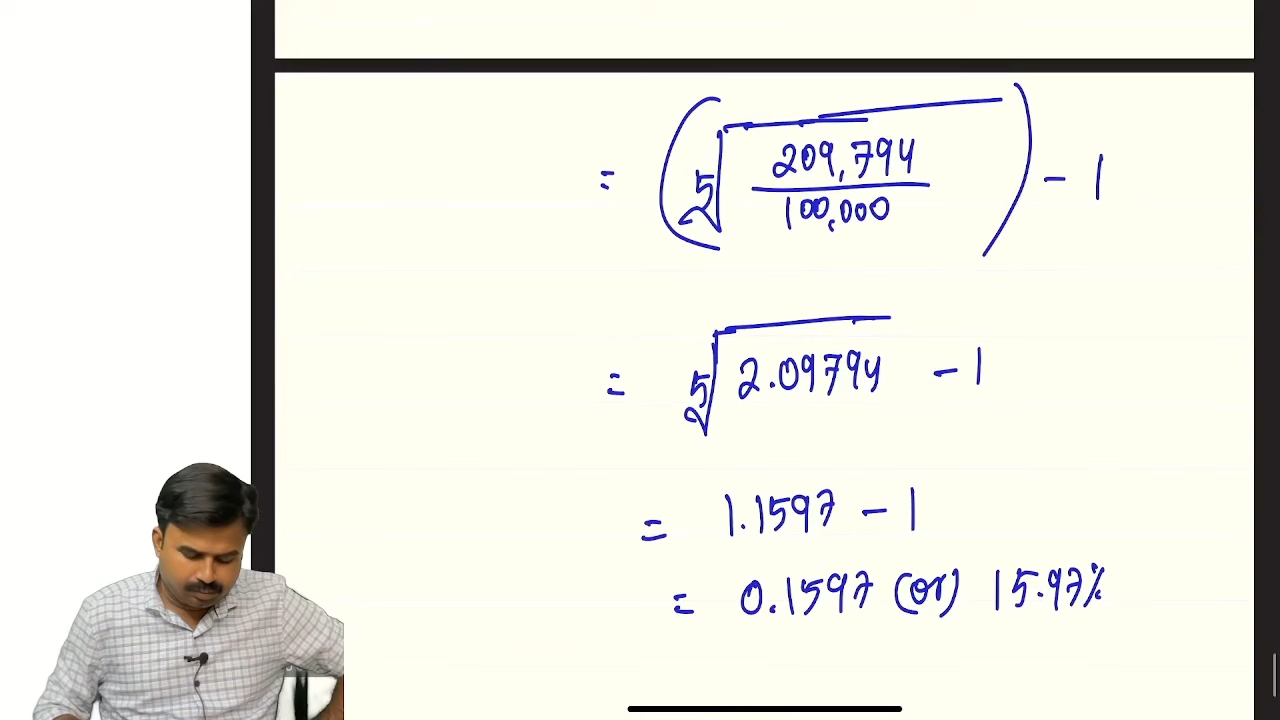 = ( 5√ 209,794 / 100,000 ) - 1
= 5√ 2.09794 - 1
= 1.1597 - 1
= 0.1597 (or) 15.97%